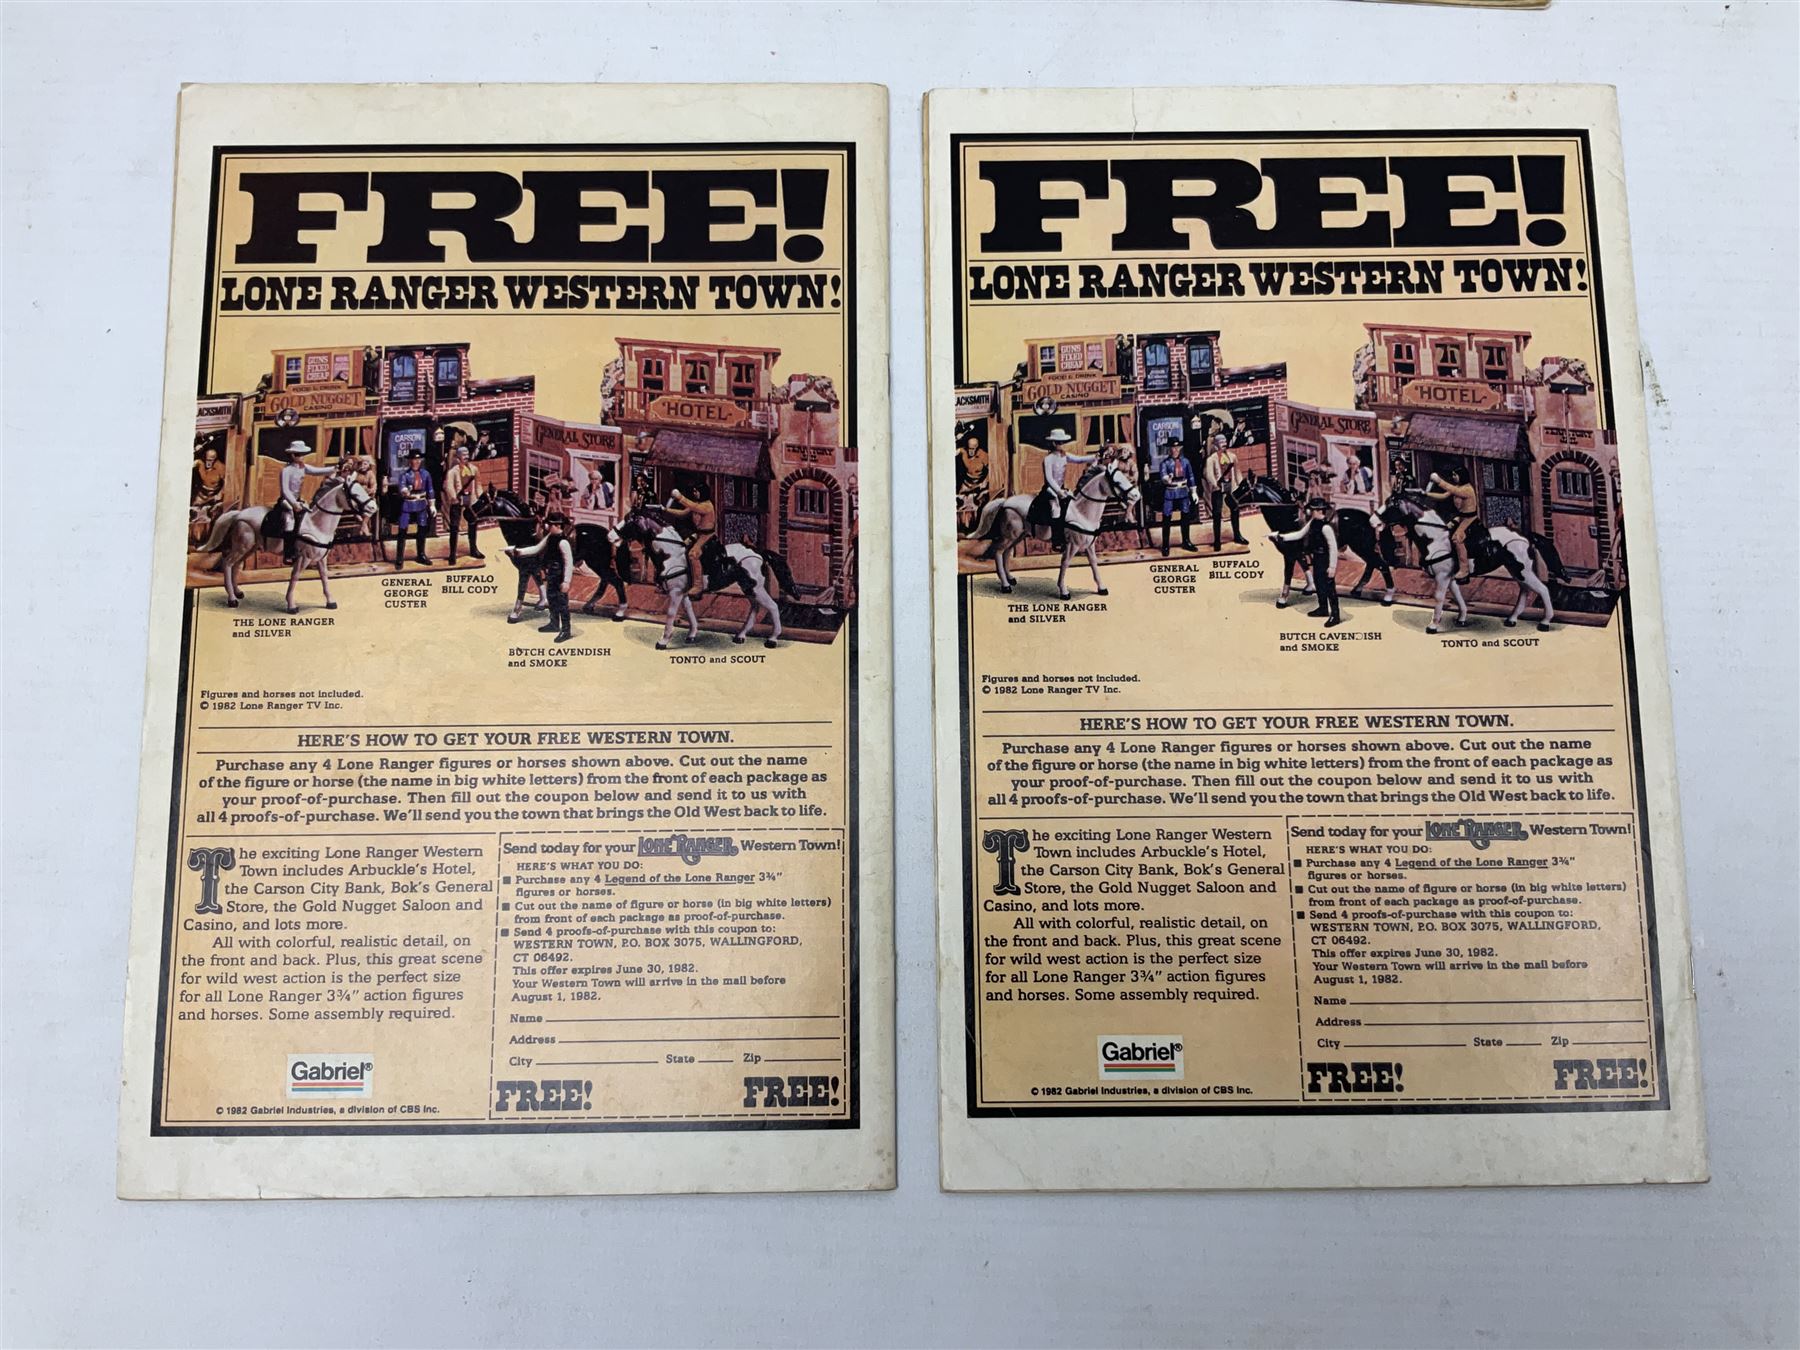 FREE!
LONE RANGER WESTERN TOWN!
GUNS
FIXED
CHEAP
FOOD & DRINK
GOLD NUGGET
CASINO
ACKSMITH
CARSON
CITY
BANK
GENERAL STORE
HOTEL
TERRITORY
JAIL
GENERAL
GEORGE
CUSTER
BUFFALO
BILL CODY
THE LONE RANGER
and SILVER
BUTCH CAVENDISH
and SMOKE
TONTO and SCOUT
Figures and horses not included.
© 1982 Lone Ranger TV Inc.
HERE'S HOW TO GET YOUR FREE WESTERN TOWN.
Purchase any 4 Lone Ranger figures or horses shown above. Cut out the name
of the figure or horse (the name in big white letters) from the front of each package as
your proof-of-purchase. Then fill out the coupon below and send it to us with
all 4 proofs-of-purchase. We'll send you the town that brings the Old West back to life.
The exciting Lone Ranger Western
Town includes Arbuckle's Hotel,
the Carson City Bank, Bok's General
Store, the Gold Nugget Saloon and
Casino, and lots more.
All with colorful, realistic detail, on
the front and back. Plus, this great scene
for wild west action is the perfect size
for all Lone Ranger 3¾" action figures
and horses. Some assembly required.
Gabriel®
© 1982 Gabriel Industries, a division of CBS Inc.
Send today for your LONE RANGER Western Town!
HERE'S WHAT YOU DO:
■ Purchase any 4 Legend of the Lone Ranger 3¾"
figures or horses.
■ Cut out the name of figure or horse (in big white letters)
from front of each package as proof-of-purchase.
■ Send 4 proofs-of-purchase with this coupon to:
WESTERN TOWN, P.O. BOX 3075, WALLINGFORD,
CT 06492.
This offer expires June 30, 1982.
Your Western Town will arrive in the mail before
August 1, 1982.
Name
Address
City State Zip
FREE! FREE!
FREE!
LONE RANGER WESTERN TOWN!
GUNS
FIXED
CHEAP
FOOD & DRINK
GOLD NUGGET
CASINO
ACKSMITH
CARSON
CITY
BANK
GENERAL STORE
HOTEL
TERRITORY
JAIL
GENERAL
GEORGE
CUSTER
BUFFALO
BILL CODY
THE LONE RANGER
and SILVER
BUTCH CAVENDISH
and SMOKE
TONTO and SCOUT
Figures and horses not included.
© 1982 Lone Ranger TV Inc.
HERE'S HOW TO GET YOUR FREE WESTERN TOWN.
Purchase any 4 Lone Ranger figures or horses shown above. Cut out the name
of the figure or horse (the name in big white letters) from the front of each package as
your proof-of-purchase. Then fill out the coupon below and send it to us with
all 4 proofs-of-purchase. We'll send you the town that brings the Old West back to life.
The exciting Lone Ranger Western
Town includes Arbuckle's Hotel,
the Carson City Bank, Bok's General
Store, the Gold Nugget Saloon and
Casino, and lots more.
All with colorful, realistic detail, on
the front and back. Plus, this great scene
for wild west action is the perfect size
for all Lone Ranger 3¾" action figures
and horses. Some assembly required.
Gabriel®
© 1982 Gabriel Industries, a division of CBS Inc.
Send today for your LONE RANGER Western Town!
HERE'S WHAT YOU DO:
■ Purchase any 4 Legend of the Lone Ranger 3¾"
figures or horses.
■ Cut out the name of figure or horse (in big white letters)
from front of each package as proof-of-purchase.
■ Send 4 proofs-of-purchase with this coupon to:
WESTERN TOWN, P.O. BOX 3075, WALLINGFORD,
CT 06492.
This offer expires June 30, 1982.
Your Western Town will arrive in the mail before
August 1, 1982.
Name
Address
City State Zip
FREE! FREE!